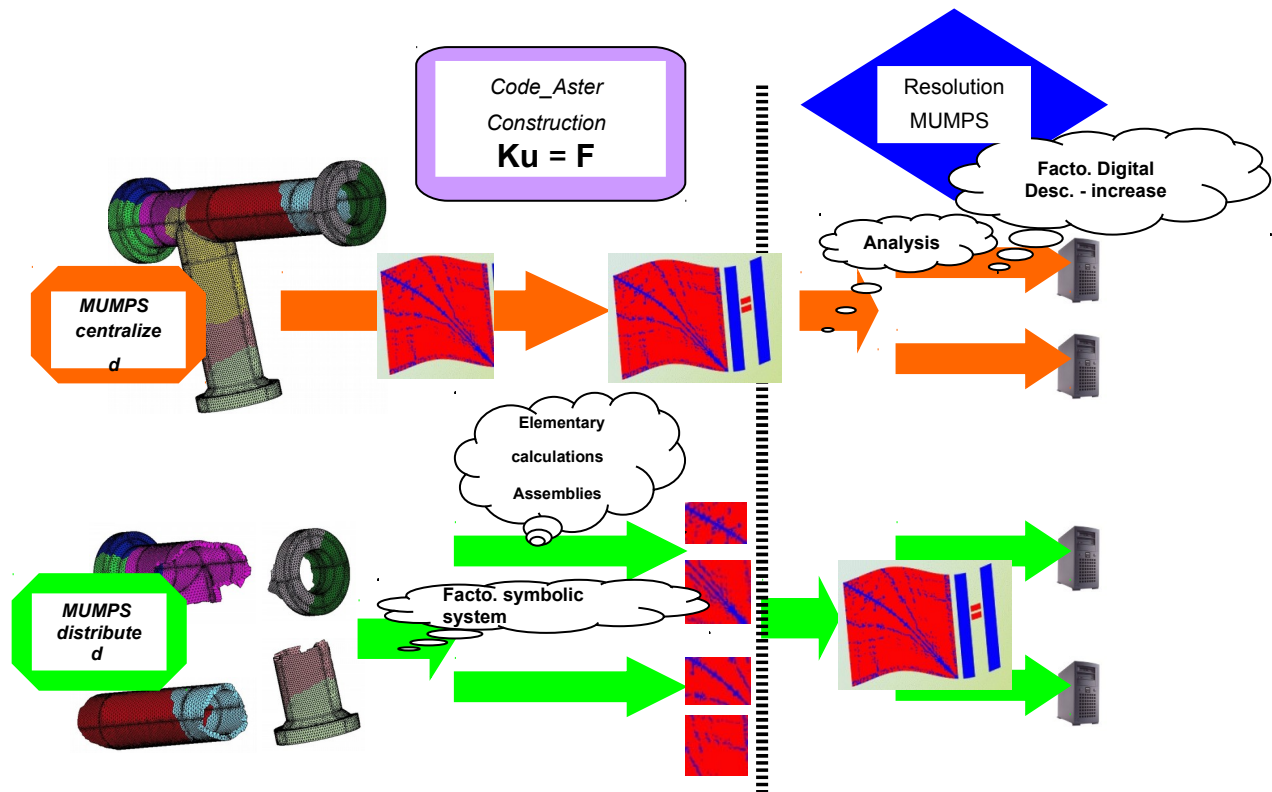 Code_Aster
Construction
Ku = F
Resolution
MUMPS
Facto. Digital
Desc. - increase
Analysis
MUMPS
centralize
d
Elementary
calculations
Assemblies
Facto. symbolic
system
MUMPS
distribute
d